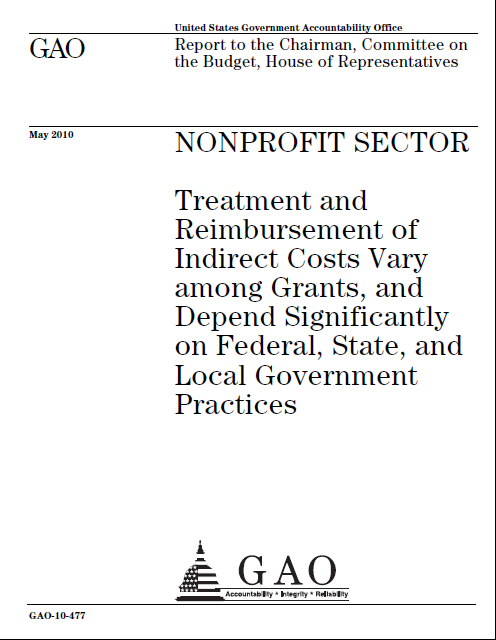 United States Government Accountability Office
GAO
Report to the Chairman, Committee on
the Budget, House of Representatives
May 2010
NONPROFIT SECTOR
Treatment and
Reimbursement of
Indirect Costs Vary
among Grants, and
Depend Significantly
on Federal, State, and
Local Government
Practices
GAO
Accountability * Integrity * Reliability
GAO-10-477